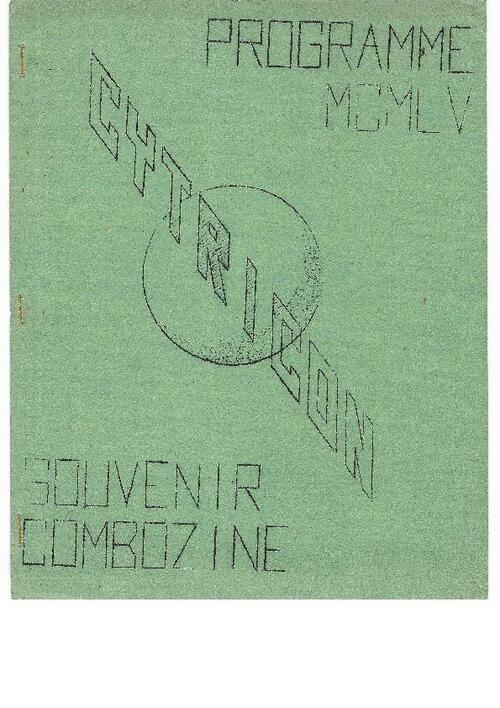 PROGRAMME
MCMLV
CYTRICON
SOUVENIR
COMBOZINE